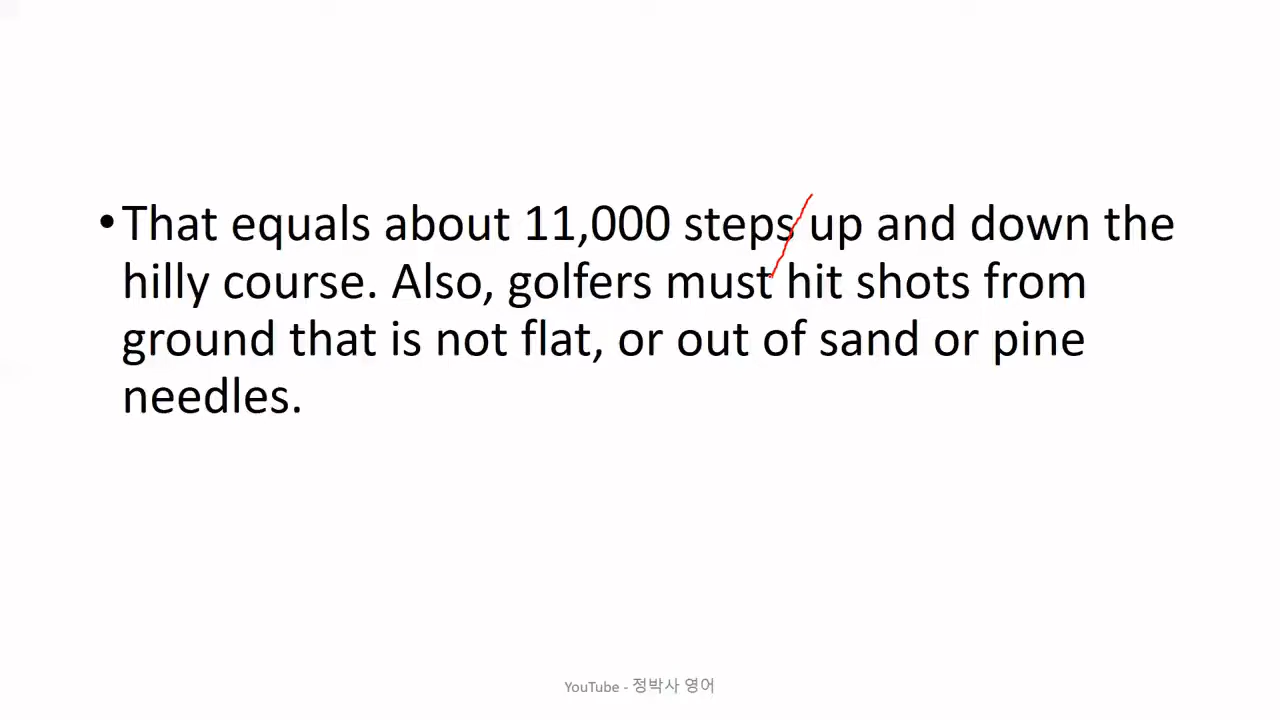 •That equals about 11,000 steps up and down the
hilly course. Also, golfers must hit shots from
ground that is not flat, or out of sand or pine
needles.
YouTube - 정박사 영어